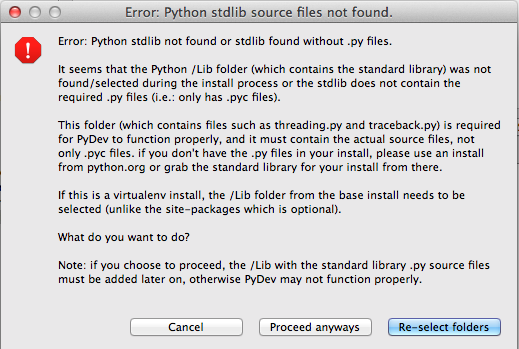 Error: Python stdlib source files not found.
Error: Python stdlib not found or stdlib found without .py files.
It seems that the Python /Lib folder (which contains the standard library) was not
found/selected during the install process or the stdlib does not contain the
required .py files (i.e.: only has .pyc files).
This folder (which contains files such as threading.py and traceback.py) is required
for PyDev to function properly, and it must contain the actual source files, not
only .pyc files. if you don't have the .py files in your install, please use an install
from python.org or grab the standard library for your install from there.
If this is a virtualenv install, the /Lib folder from the base install needs to be
selected (unlike the site-packages which is optional).
What do you want to do?
Note: if you choose to proceed, the /Lib with the standard library .py source files
must be added later on, otherwise PyDev may not function properly.
Cancel
Proceed anyways
Re-select folders